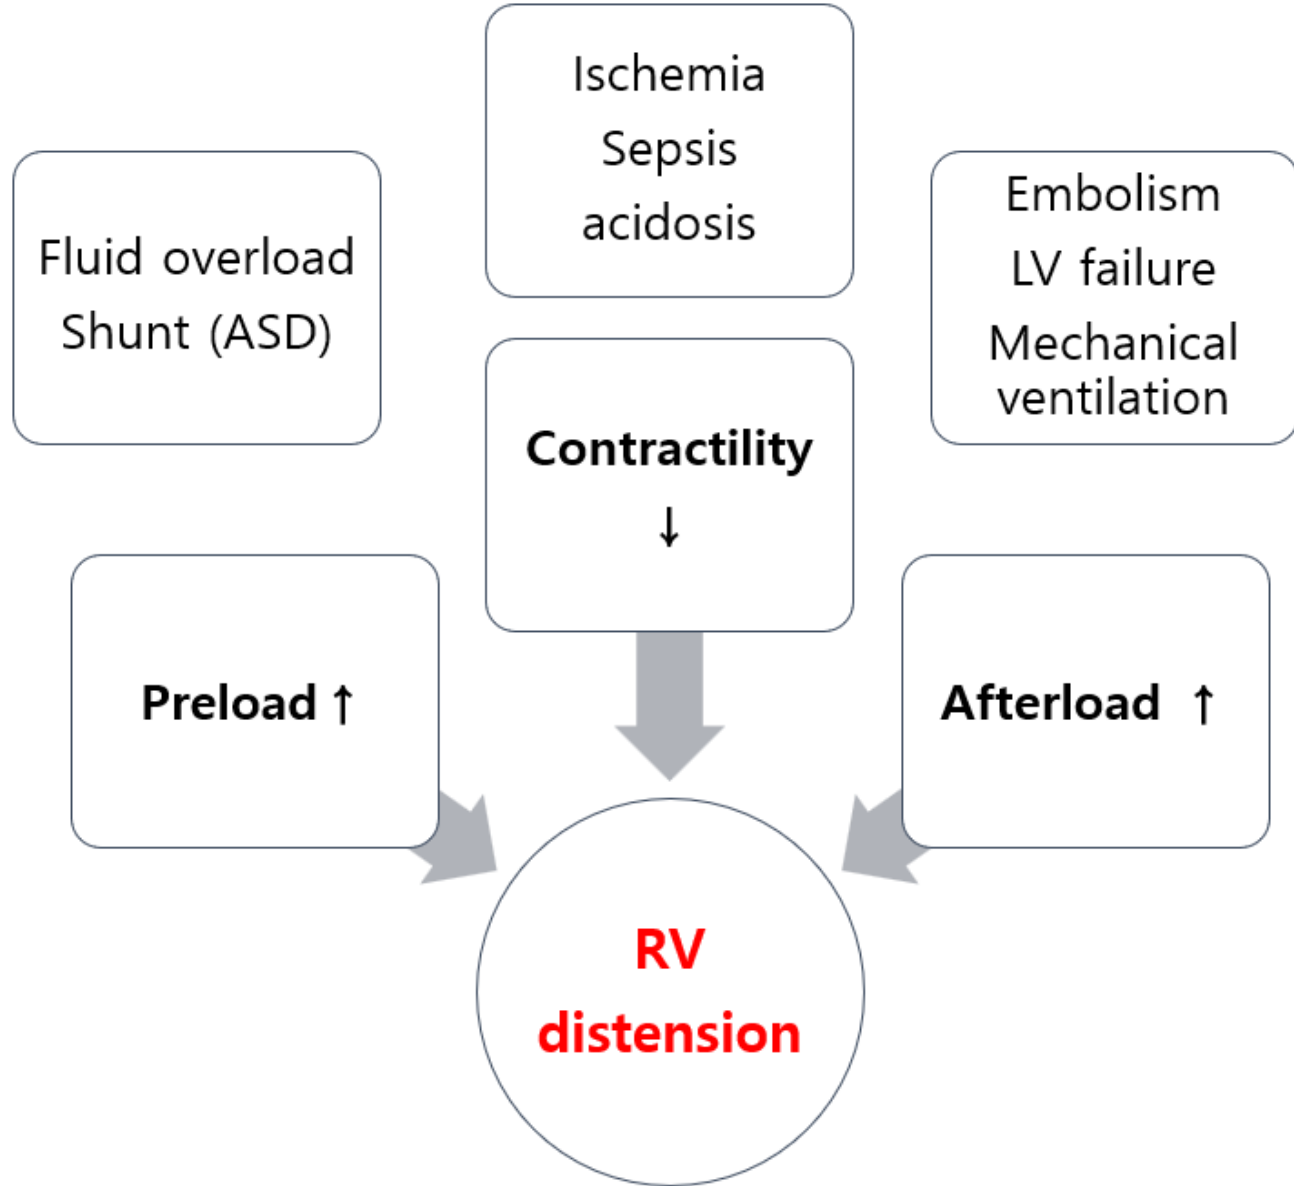 Ischemia
Sepsis
acidosis
Fluid overload
Shunt (ASD)
Embolism
LV failure
Mechanical
ventilation
Contractility
↓
Preload ↑
Afterload ↑
RV
distension